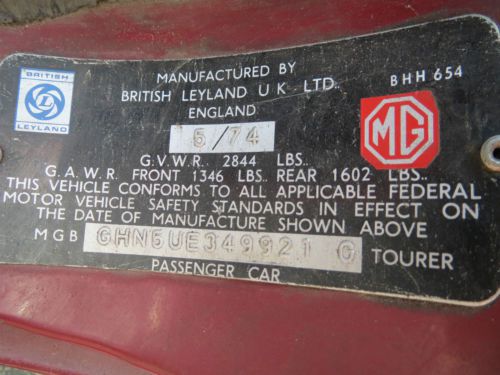 BRITISH
LEYLAND
MANUFACTURED BY
BRITISH LEYLAND U K LTD.
ENGLAND
BHH 654
MG
5/74
G.V.W.R. 2844 LBS.
G.A.W.R. FRONT 1346 LBS. REAR 1602 LBS.
THIS VEHICLE CONFORMS TO ALL APPLICABLE FEDERAL
MOTOR VEHICLE SAFETY STANDARDS IN EFFECT ON
THE DATE OF MANUFACTURE SHOWN ABOVE
MGB GHN5UE349921 G TOURER
PASSENGER CAR